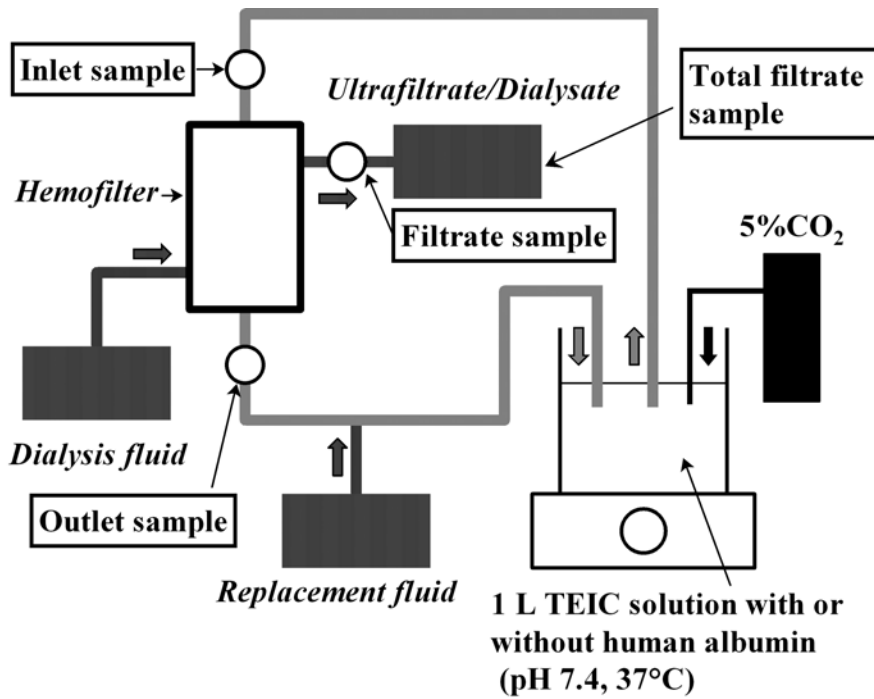 Inlet sample
Ultrafiltrate/Dialysate
Total filtrate
sample
Hemofilter
Filtrate sample
5%CO₂
Dialysis fluid
Outlet sample
Replacement fluid
1 L TEIC solution with or
without human albumin
(pH 7.4, 37°C)